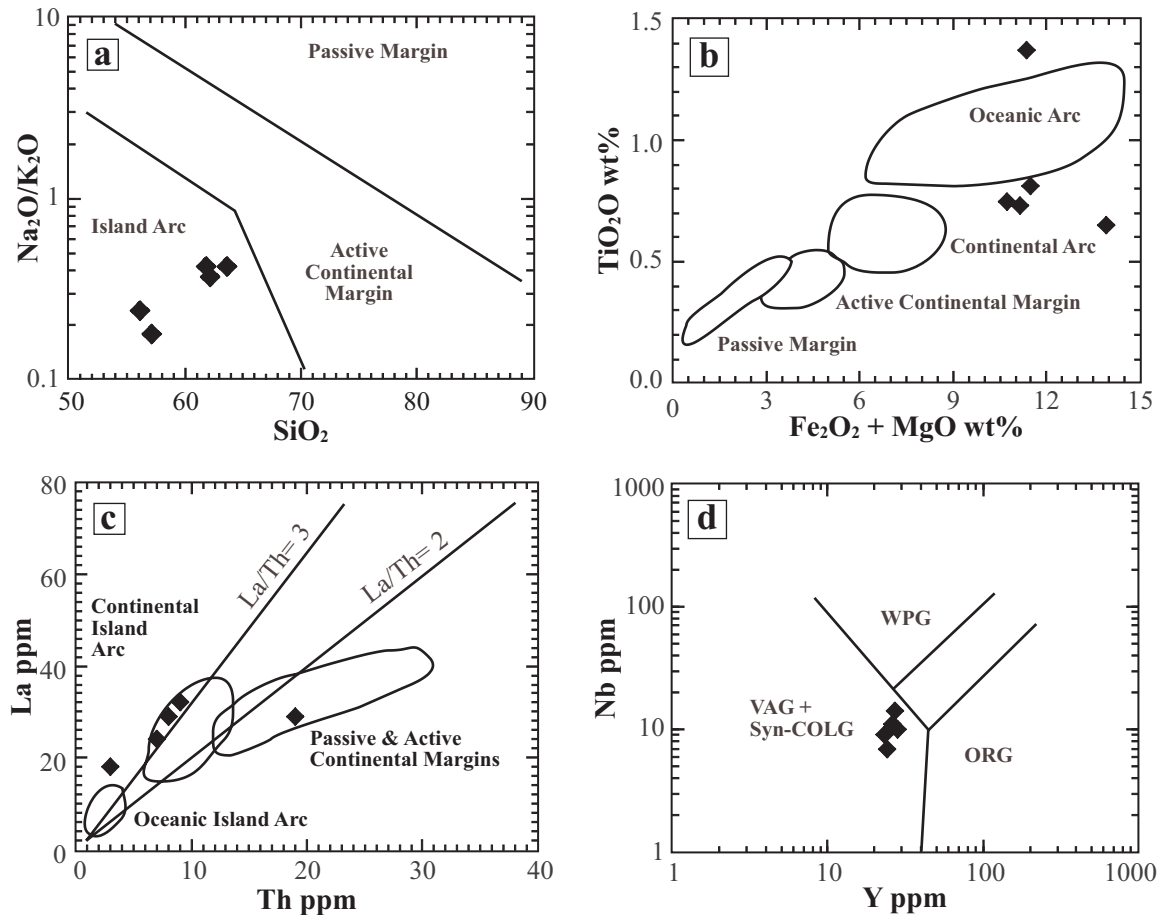 a
Passive Margin
Island Arc
Active
Continental
Margin
10
1
0.1
Na₂O/K₂O
50
60
70
80
90
SiO₂
b
Oceanic Arc
Continental Arc
Active Continental Margin
Passive Margin
1.5
1.0
0.5
0.0
TiO₂O wt%
0
3
6
9
12
15
Fe₂O₂ + MgO wt%
c
La/Th= 3
La/Th= 2
Continental
Island
Arc
Passive & Active
Continental Margins
Oceanic Island Arc
80
60
40
20
0
La ppm
0
10
20
30
40
Th ppm
d
WPG
VAG +
Syn-COLG
ORG
1000
100
10
1
Nb ppm
1
10
100
1000
Y ppm